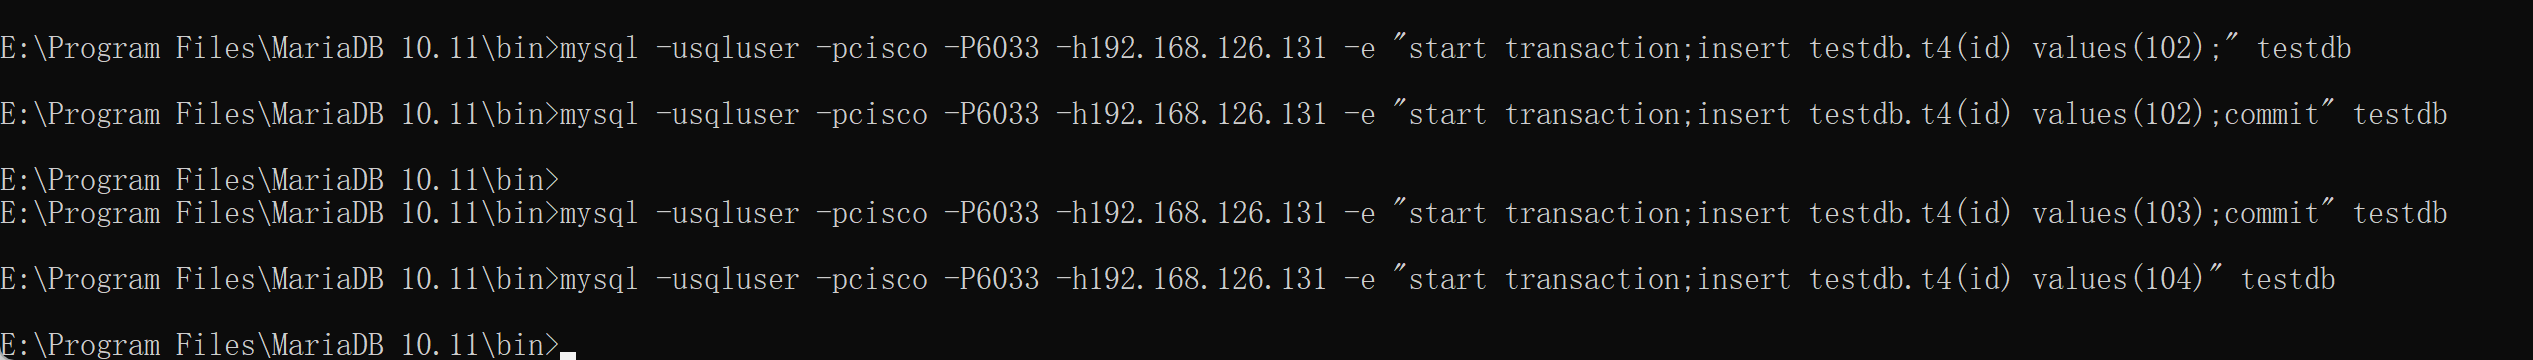 E:\Program Files\MariaDB 10.11\bin>mysql -usqluser -pcisco -P6033 -h192.168.126.131 -e "start transaction;insert testdb.t4(id) values(102);" testdb
E:\Program Files\MariaDB 10.11\bin>mysql -usqluser -pcisco -P6033 -h192.168.126.131 -e "start transaction;insert testdb.t4(id) values(102);commit" testdb
E:\Program Files\MariaDB 10.11\bin>
E:\Program Files\MariaDB 10.11\bin>mysql -usqluser -pcisco -P6033 -h192.168.126.131 -e "start transaction;insert testdb.t4(id) values(103);commit" testdb
E:\Program Files\MariaDB 10.11\bin>mysql -usqluser -pcisco -P6033 -h192.168.126.131 -e "start transaction;insert testdb.t4(id) values(104)" testdb
E:\Program Files\MariaDB 10.11\bin>